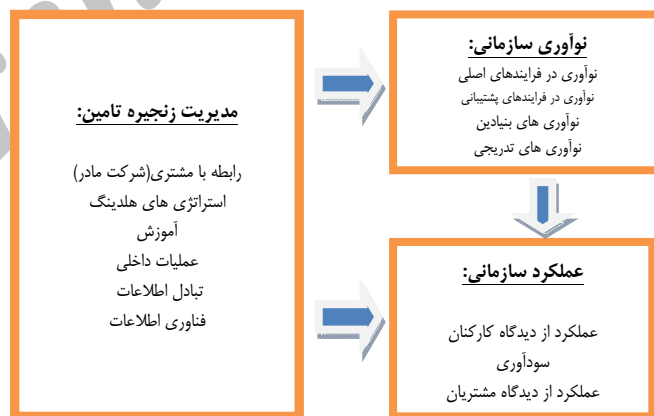 مدیریت زنجیره تامین:
رابطه با مشتری(شرکت مادر)
استراتژی های هلدینگ
آموزش
عملیات داخلی
تبادل اطلاعات
فناوری اطلاعات
نوآوری سازمانی:
نوآوری در فرایندهای اصلی
نوآوری در فرایندهای پشتیبانی
نوآوری های بنیادین
نوآوری های تدریجی
عملکرد سازمانی:
عملکرد از دیدگاه کارکنان
سودآوری
عملکرد از دیدگاه مشتریان